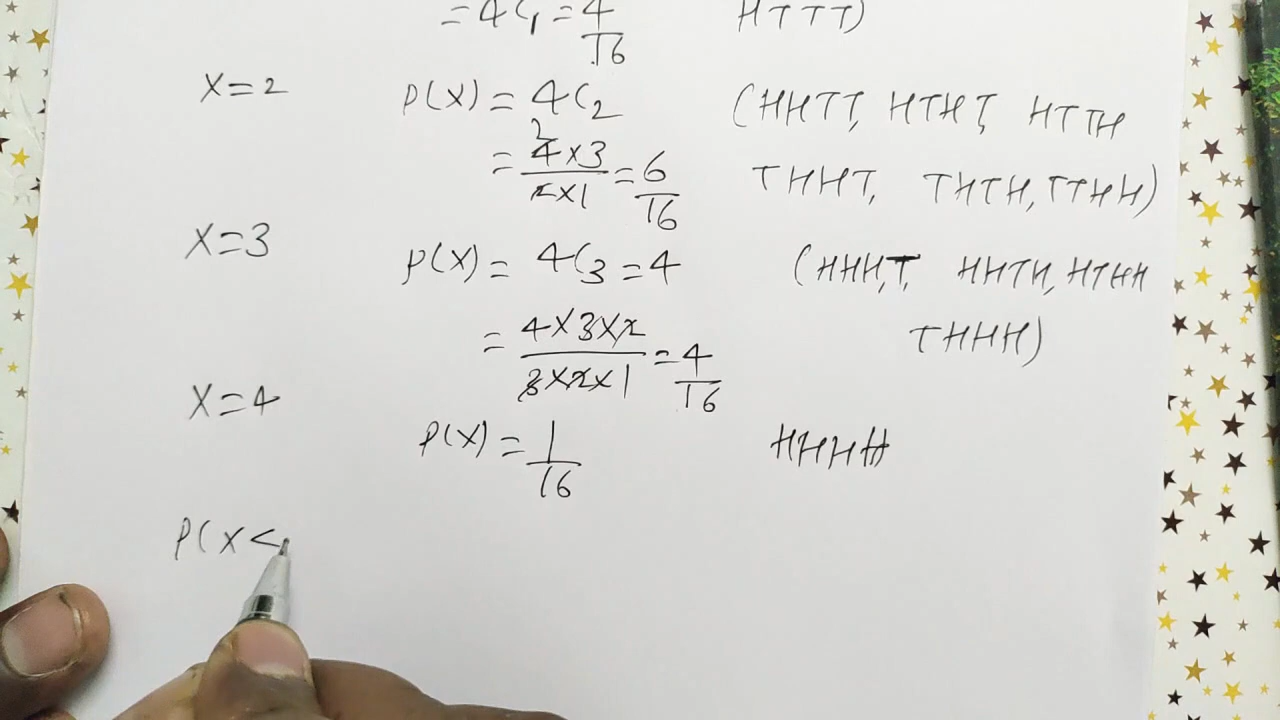 = 4C1 = 4/16 HTTT)
X=2 P(X) = 4C2 (HHTT, HTHT, HTTH
= 4×3/2×1 = 6/16 THHT, THTH, TTHH)
X=3 P(X) = 4C3 = 4 (HHH,T, HHTH, HTHH
= 4×3×2/3×2×1 = 4/16 THHH)
X=4 P(X) = 1/16 HHHH
P(X<